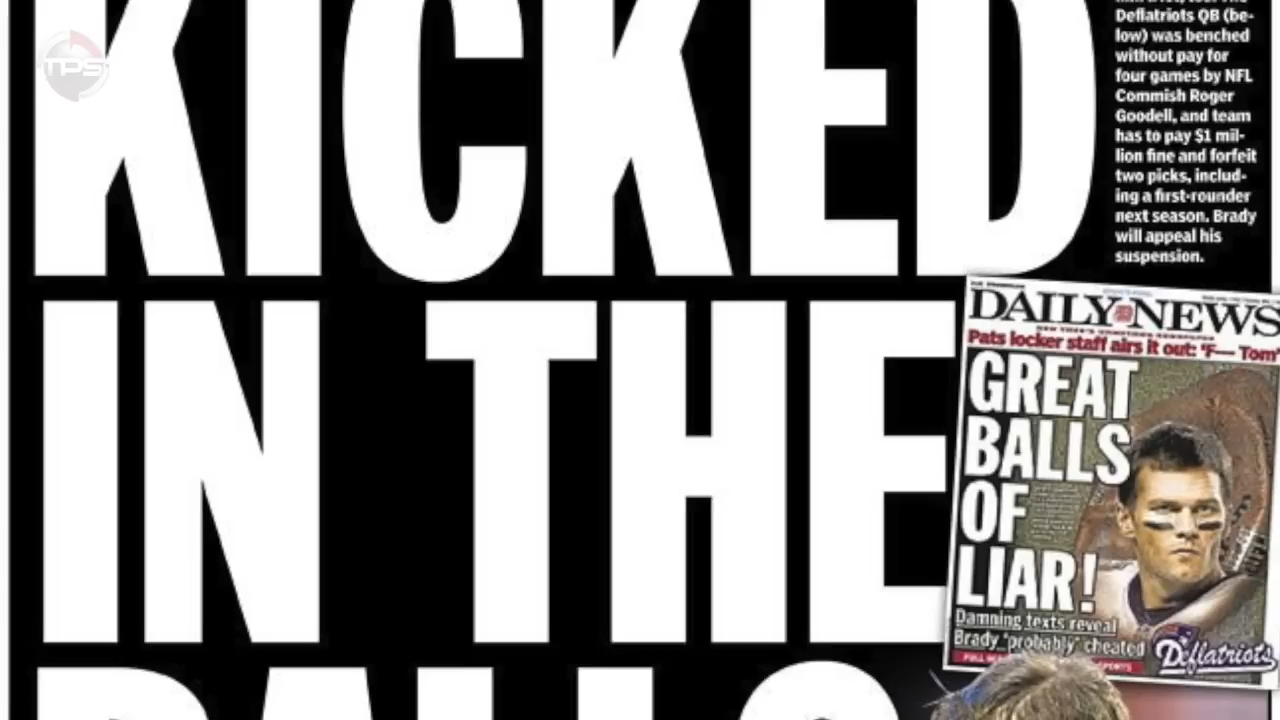 TPS
KICKED
IN THE
Deflatriots QB (be-
low) was benched
without pay for
four games by NFL
Commish Roger
Goodell, and team
has to pay $1 mil-
lion fine and forfeit
two picks, includ-
ing a first-rounder
next season. Brady
will appeal his
suspension.
DAILY NEWS
Pats locker staff airs it out: 'F— Tom'
GREAT
BALLS
OF
LIAR!
Damning texts reveal
Brady 'probably' cheated
Deflatriots
BALLS